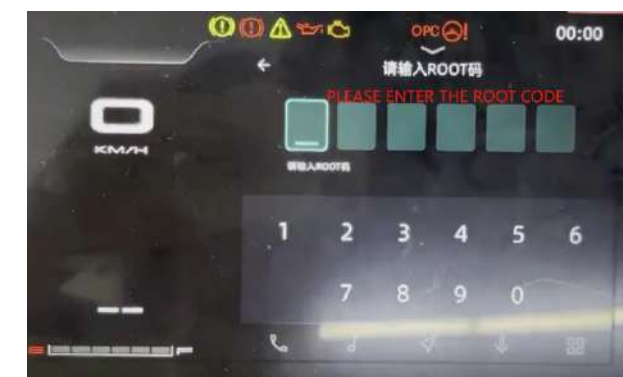 OPC ! 00:00
请输入ROOT码
PLEASE ENTER THE ROOT CODE
0
KM/H
请输入ROOT码
1 2 3 4 5 6
7 8 9 0
--
E F